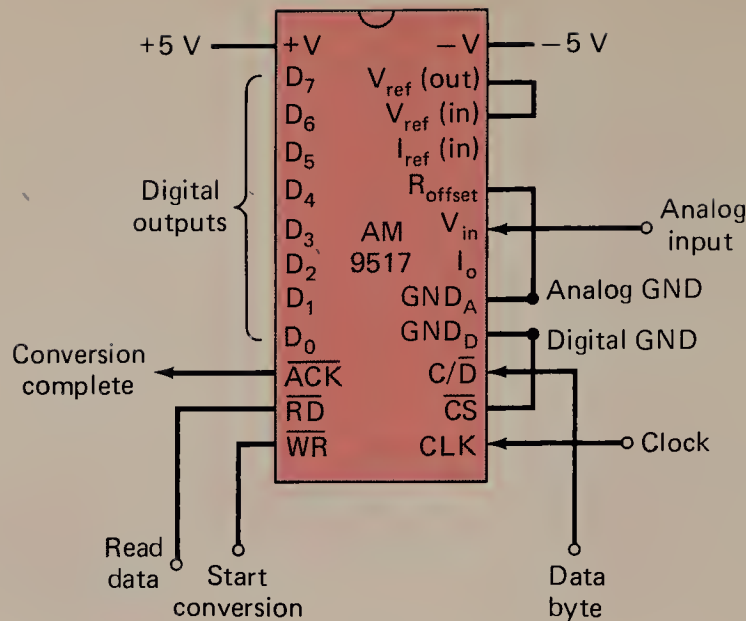 +5 V
+V
–V
–5 V
D7
Vref (out)
D6
Vref (in)
D5
Iref (in)
D4
Roffset
Digital
outputs
D3
AM
9517
Vin
Analog
input
D2
Io
D1
GNDA
Analog GND
D0
GNDD
Digital GND
Conversion
complete
ACK
C/D
RD
CS
WR
CLK
Clock
Read
data
Start
conversion
Data
byte